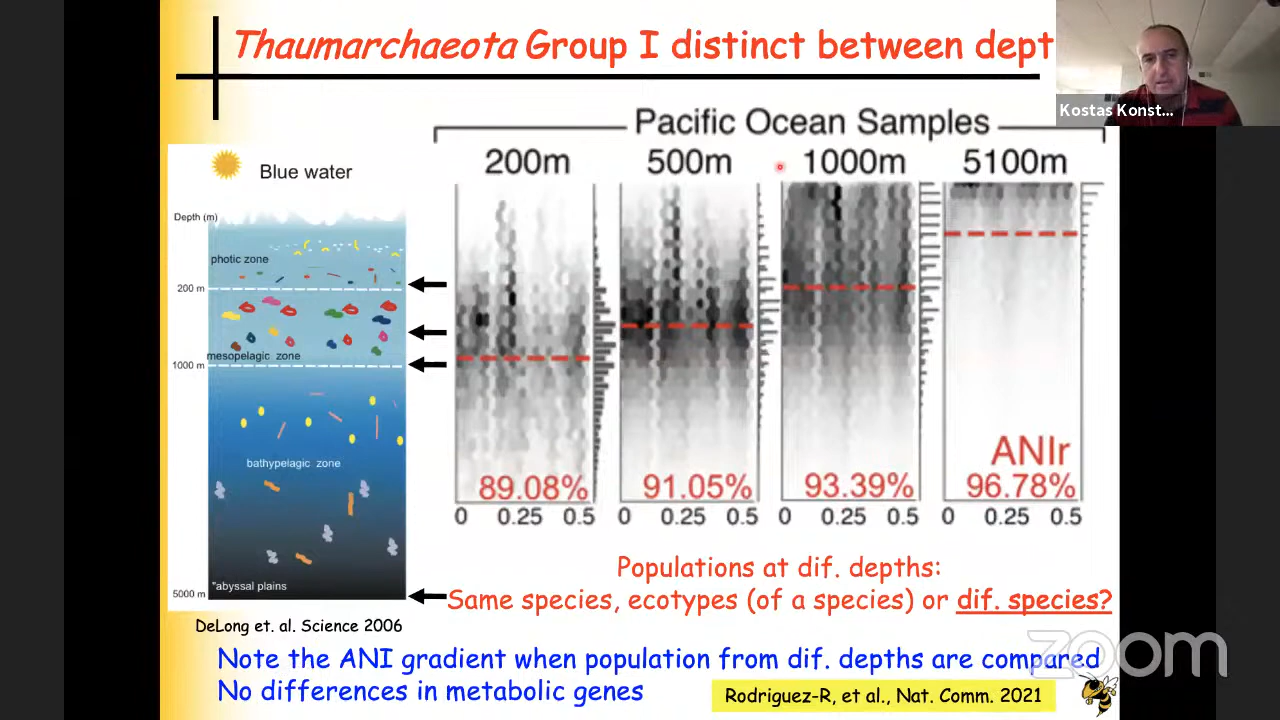 Thaumarchaeota Group I distinct between dept
Kostas Konst...
Pacific Ocean Samples
200m 500m 1000m 5100m
Blue water
Depth (m)
photic zone
200 m
mesopelagic zone
1000 m
bathypelagic zone
"abyssal plains
5000 m
ANIr
89.08% 91.05% 93.39% 96.78%
0 0.25 0.5 0 0.25 0.5 0 0.25 0.5 0 0.25 0.5
Populations at dif. depths:
Same species, ecotypes (of a species) or dif. species?
DeLong et. al. Science 2006
Note the ANI gradient when population from dif. depths are compared
No differences in metabolic genes
Rodriguez-R, et al., Nat. Comm. 2021
zoom